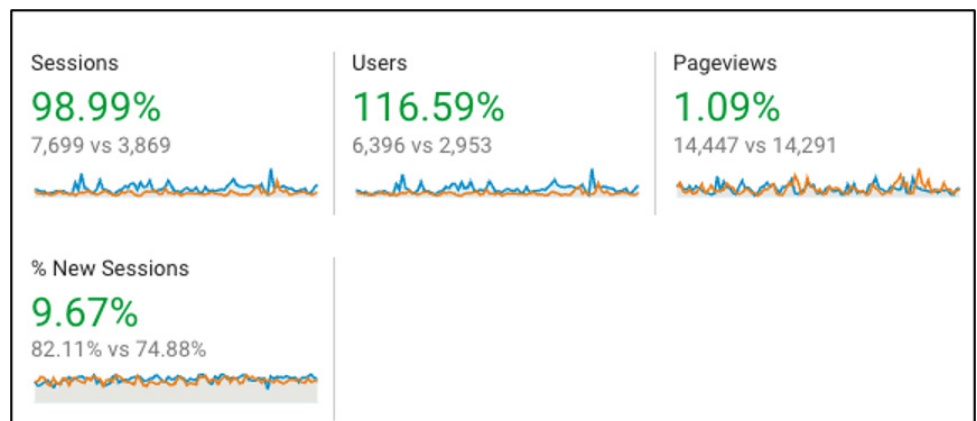 Sessions
98.99%
7,699 vs 3,869
Users
116.59%
6,396 vs 2,953
Pageviews
1.09%
14,447 vs 14,291
% New Sessions
9.67%
82.11% vs 74.88%